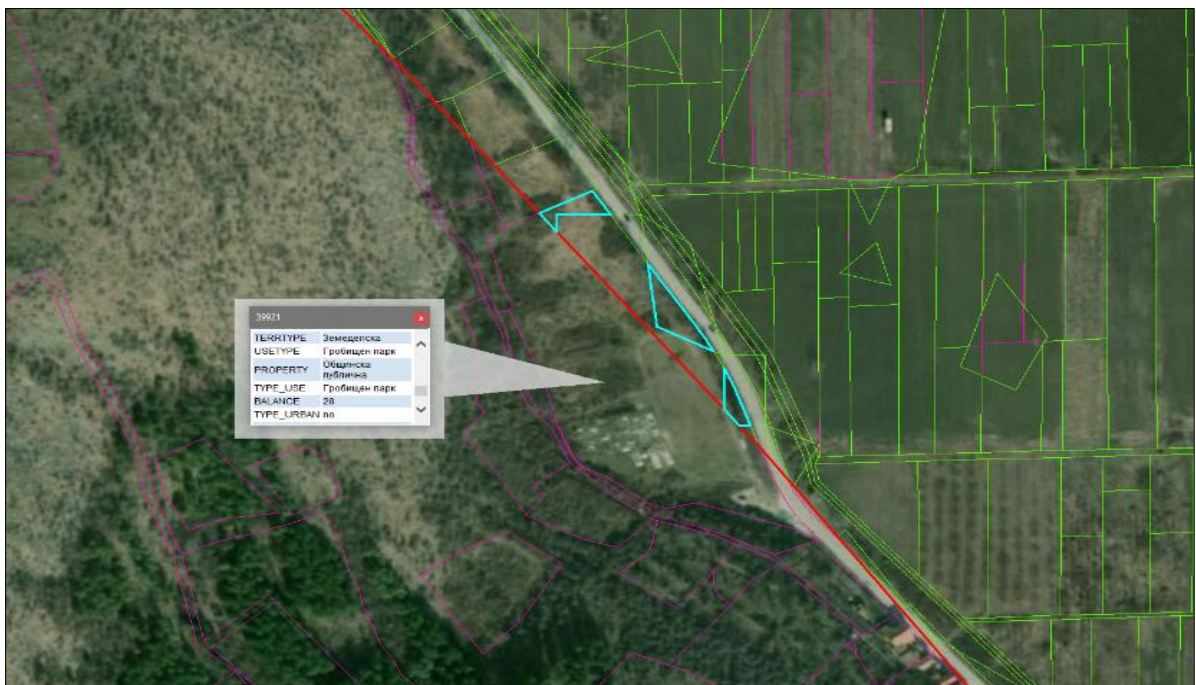 39921
TERRTYPE Земеделска
USETYPE Гробищен парк
PROPERTY Общинска
публична
TYPE_USE Гробищен парк
BALANCE 28
TYPE_URBAN no